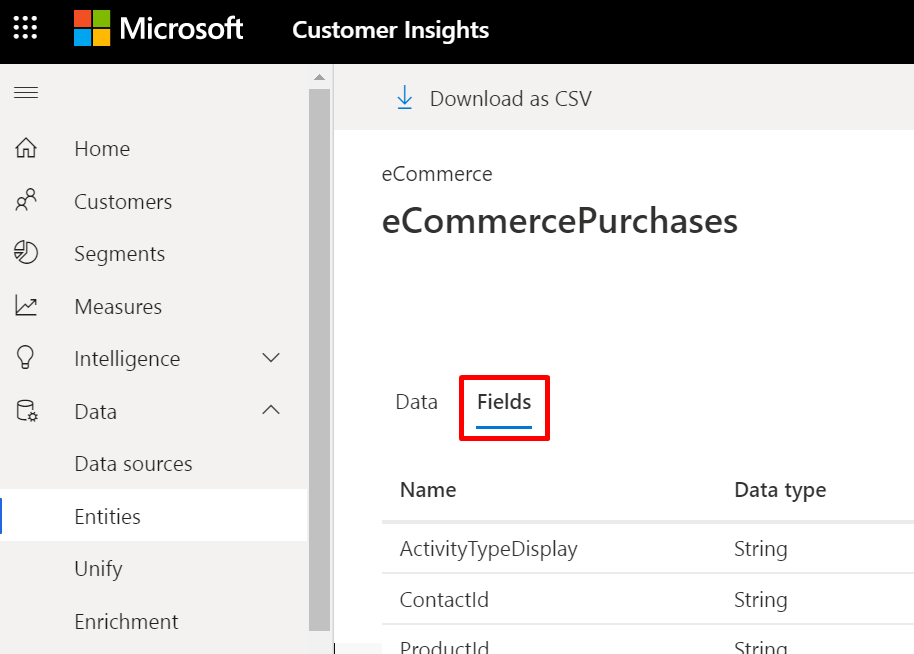 Microsoft Customer Insights
Download as CSV
Home
Customers
Segments
Measures
Intelligence
Data
Data sources
Entities
Unify
Enrichment
eCommerce
eCommercePurchases
Data Fields
Name Data type
ActivityTypeDisplay String
ContactId String
ProductId String